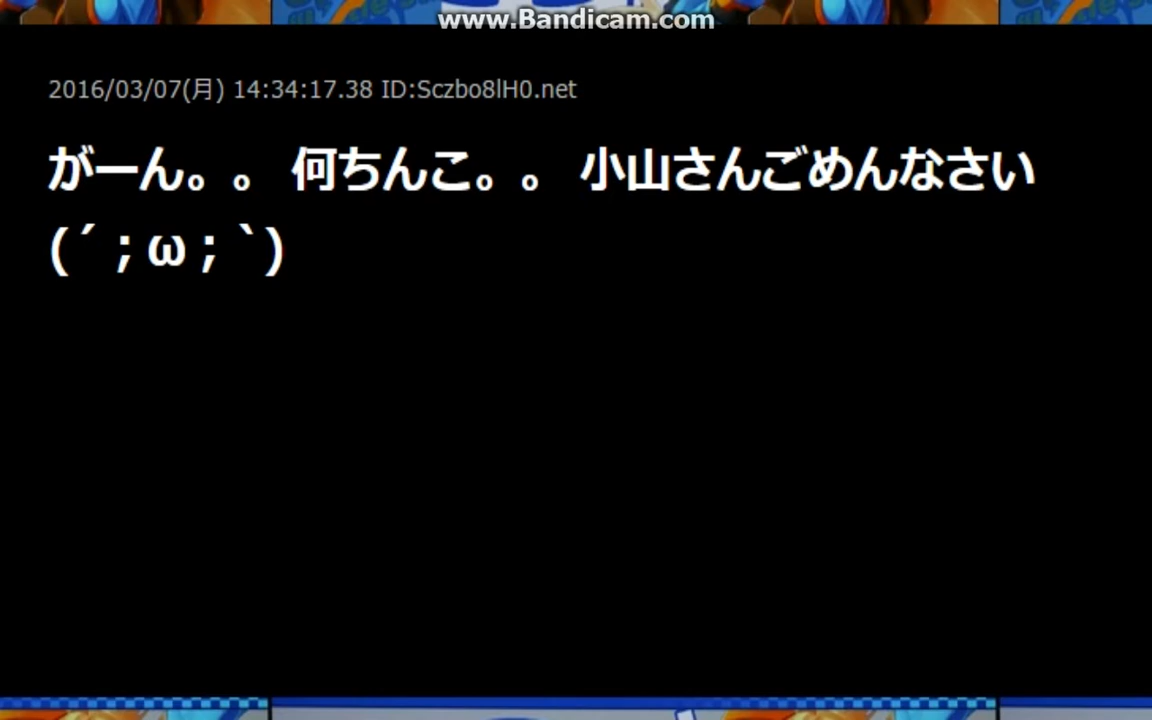 www.Bandicam.com
2016/03/07(月) 14:34:17.38 ID:Sczbo8lH0.net
がーん。。 何ちんこ。。 小山さんごめんなさい
(´；ω；`)